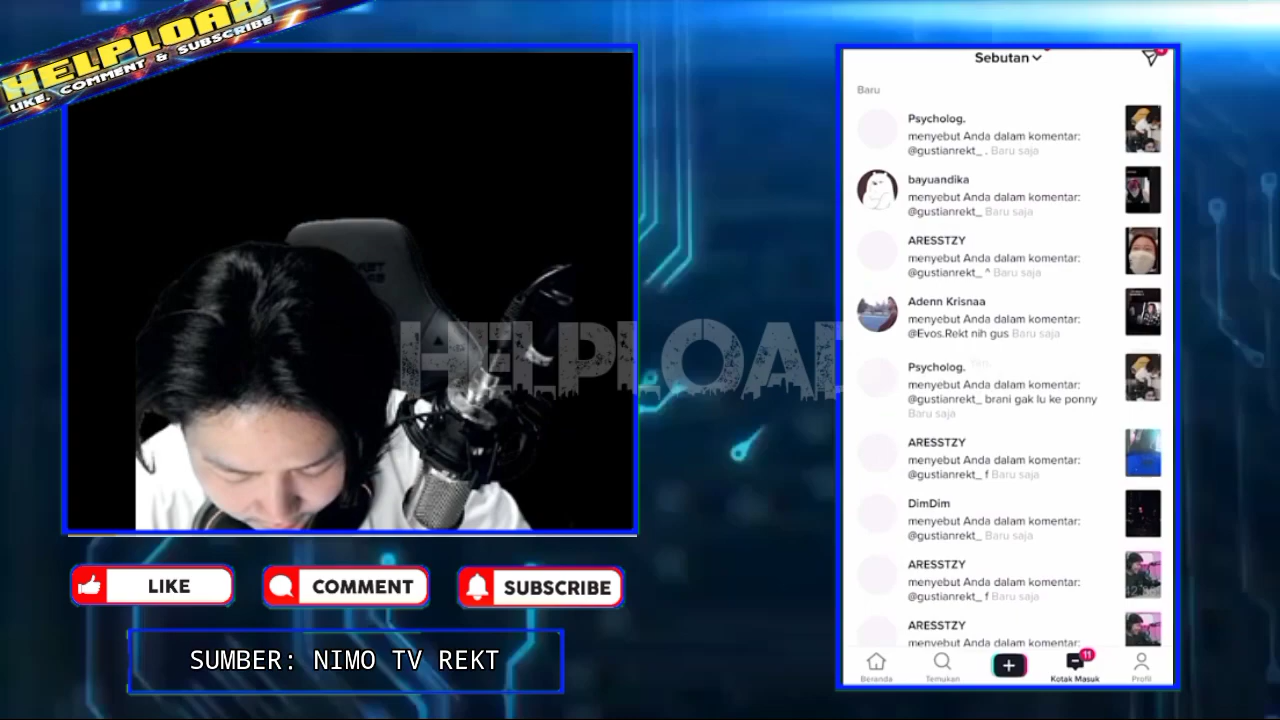 HELPLOAD
LIKE, COMMENT & SUBSCRIBE
HELPLOAD
LIKE
COMMENT
SUBSCRIBE
SUMBER: NIMO TV REKT
Sebutan
Baru
Psycholog.
menyebut Anda dalam komentar:
@gustianrekt_ . Baru saja
bayuandika
menyebut Anda dalam komentar:
@gustianrekt_ Baru saja
ARESSTZY
menyebut Anda dalam komentar:
@gustianrekt_ ^ Baru saja
Adenn Krisnaa
menyebut Anda dalam komentar:
@Evos.Rekt nih gus Baru saja
Psycholog.
menyebut Anda dalam komentar:
@gustianrekt_ brani gak lu ke ponny
Baru saja
ARESSTZY
menyebut Anda dalam komentar:
@gustianrekt_ f Baru saja
DimDim
menyebut Anda dalam komentar:
@gustianrekt_ Baru saja
ARESSTZY
menyebut Anda dalam komentar:
@gustianrekt_ f Baru saja
ARESSTZY
menyebut Anda dalam komentar:
11
Beranda
Temukan
Kotak Masuk
Profil